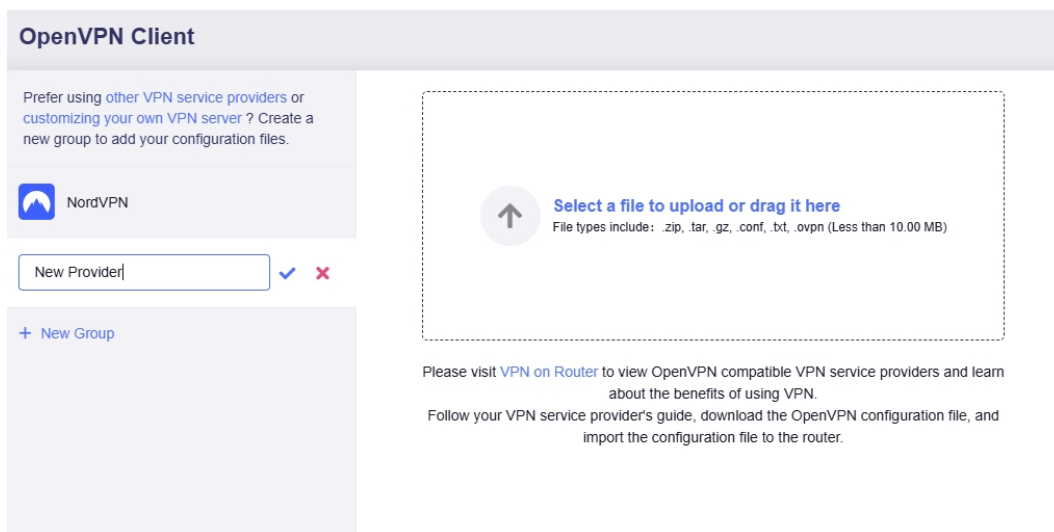 OpenVPN Client
Prefer using other VPN service providers or
customizing your own VPN server ? Create a
new group to add your configuration files.
NordVPN
New Provider
+ New Group
Select a file to upload or drag it here
File types include：.zip, .tar, .gz, .conf, .txt, .ovpn (Less than 10.00 MB)
Please visit VPN on Router to view OpenVPN compatible VPN service providers and learn
about the benefits of using VPN.
Follow your VPN service provider's guide, download the OpenVPN configuration file, and
import the configuration file to the router.